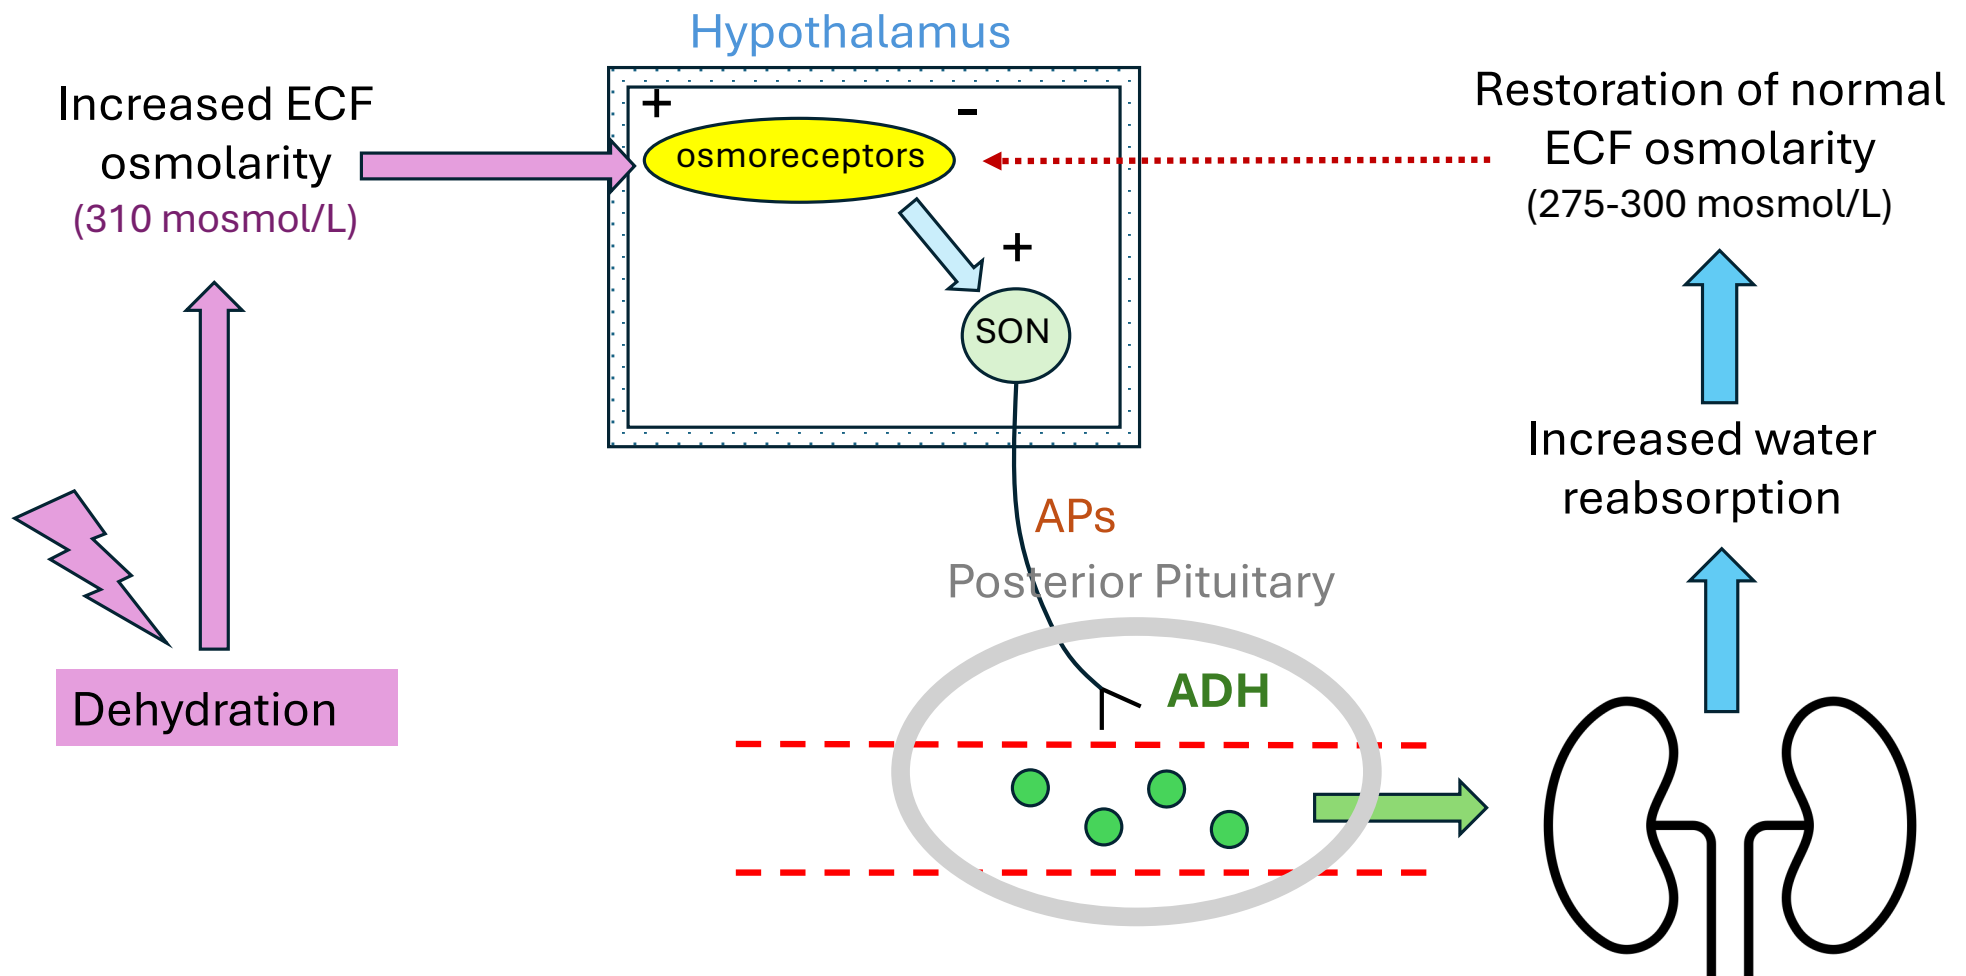 Hypothalamus
Increased ECF
osmolarity
(310 mosmol/L)
+
-
osmoreceptors
+
SON
Restoration of normal
ECF osmolarity
(275-300 mosmol/L)
Increased water
reabsorption
APs
Posterior Pituitary
ADH
Dehydration